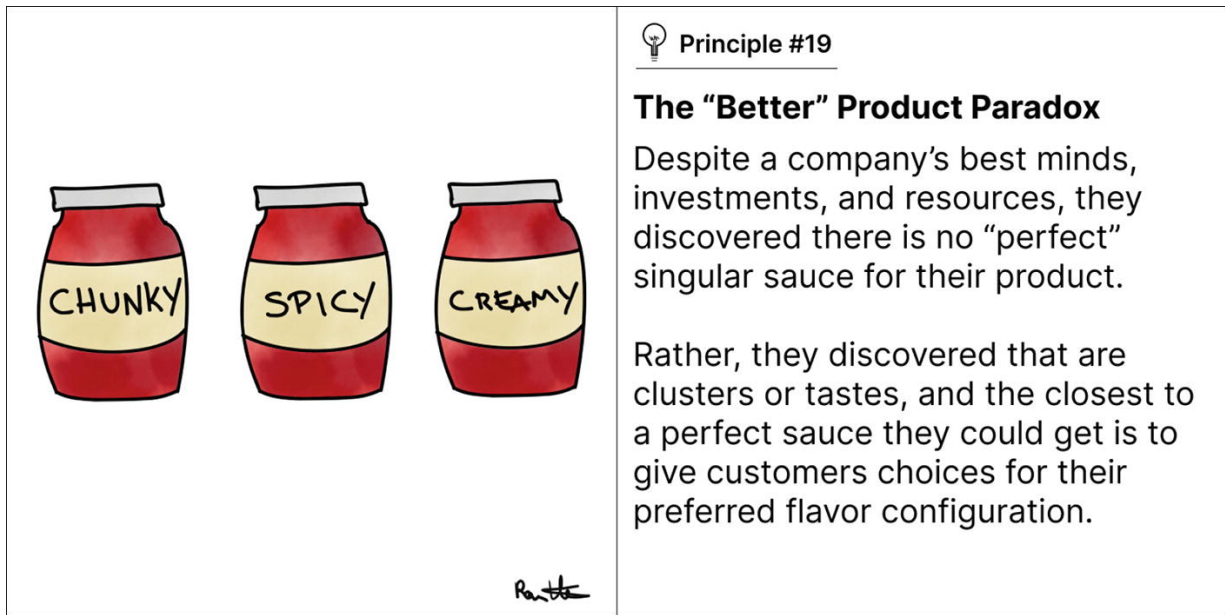 CHUNKY
SPICY
CREAMY
Principle #19
The “Better” Product Paradox
Despite a company’s best minds,
investments, and resources, they
discovered there is no “perfect”
singular sauce for their product.
Rather, they discovered that are
clusters or tastes, and the closest to
a perfect sauce they could get is to
give customers choices for their
preferred flavor configuration.